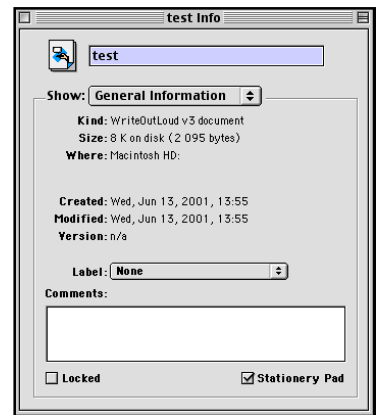 test Info
test
Show: General Information
Kind: WriteOutLoud v3 document
Size: 8 K on disk (2 095 bytes)
Where: Macintosh HD:
Created: Wed, Jun 13, 2001, 13:55
Modified: Wed, Jun 13, 2001, 13:55
Version: n/a
Label: None
Comments:
Locked
Stationery Pad